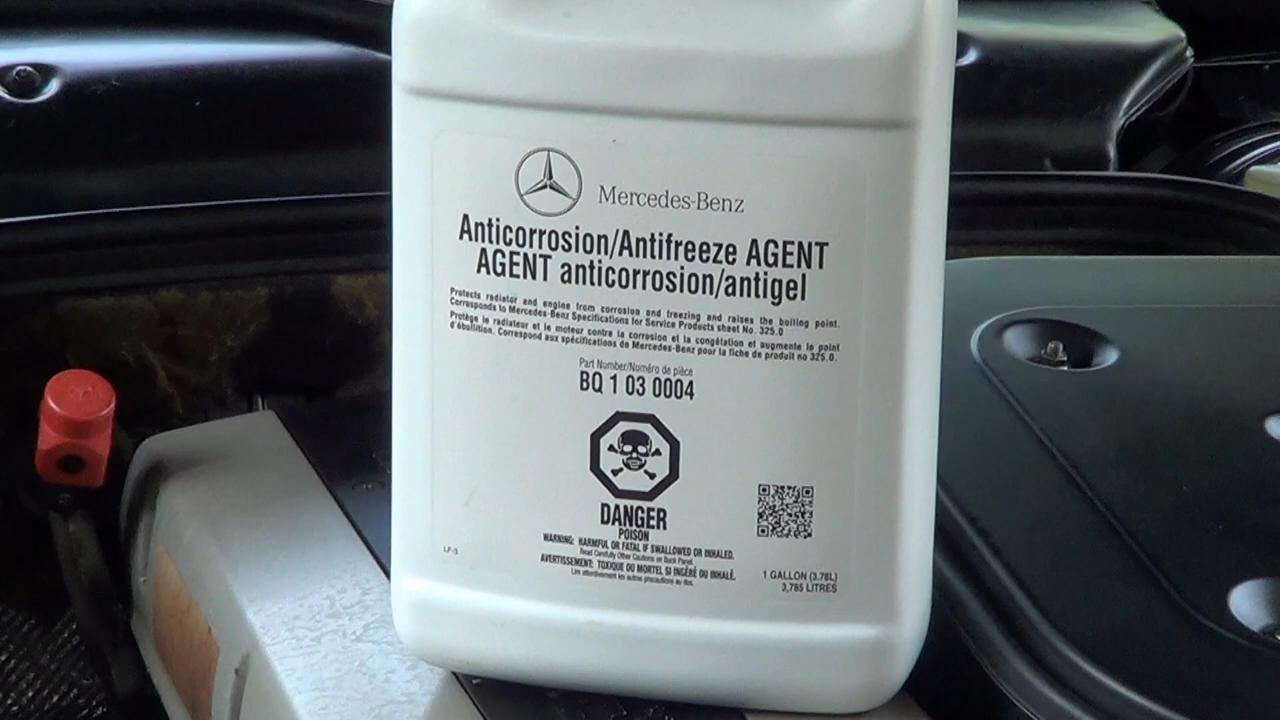 Mercedes-Benz
Anticorrosion/Antifreeze AGENT
AGENT anticorrosion/antigel
Protects radiator and engine from corrosion and freezing and raises the boiling point.
Corresponds to Mercedes-Benz Specifications for Service Products sheet No. 325.0
Protège le radiateur et le moteur contre la corrosion et la congélation et augmente le point
d'ébullition. Correspond aux spécifications de Mercedes-Benz pour la fiche de produit no 325.0.
Part Number/Numéro de pièce
BQ 1 03 0004
DANGER
POISON
WARNING: HARMFUL OR FATAL IF SWALLOWED OR INHALED.
Read Carefully Other Cautions on Back Panel.
AVERTISSEMENT: TOXIQUE OU MORTEL SI INGÉRÉ OU INHALÉ.
Lire attentivement les autres précautions au dos.
LF-3
1 GALLON (3.78L)
3,785 LITRES